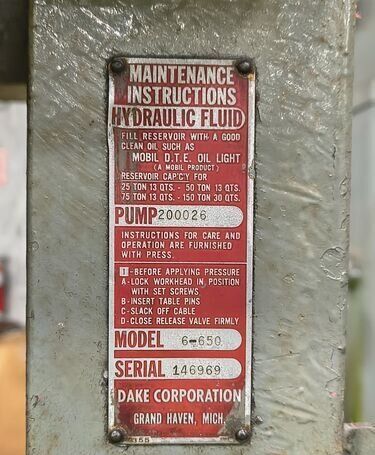 MAINTENANCE
INSTRUCTIONS
HYDRAULIC FLUID
FILL RESERVOIR WITH A GOOD
CLEAN OIL SUCH AS
MOBIL D.T.E. OIL LIGHT
(A MOBIL PRODUCT)
RESERVOIR CAP'C'Y FOR
25 TON 13 QTS. - 50 TON 13 QTS.
75 TON 13 QTS. - 150 TON 30 QTS.
PUMP 200026
INSTRUCTIONS FOR CARE AND
OPERATION ARE FURNISHED
WITH PRESS.
1 -BEFORE APPLYING PRESSURE
A-LOCK WORKHEAD IN POSITION
WITH SET SCREWS
B-INSERT TABLE PINS
C-SLACK OFF CABLE
D-CLOSE RELEASE VALVE FIRMLY
MODEL 6-650
SERIAL 146969
DAKE CORPORATION
GRAND HAVEN, MICH.